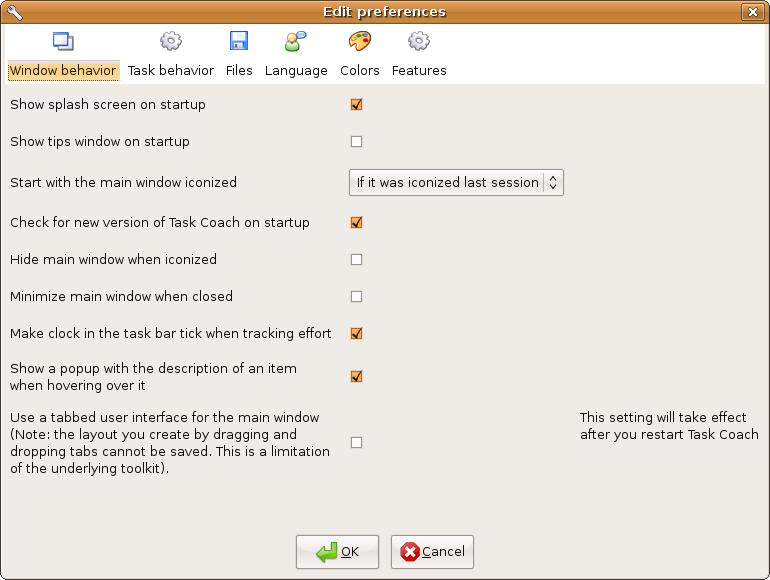 Edit preferences
Window behavior Task behavior Files Language Colors Features
Show splash screen on startup
Show tips window on startup
Start with the main window iconized If it was iconized last session
Check for new version of Task Coach on startup
Hide main window when iconized
Minimize main window when closed
Make clock in the task bar tick when tracking effort
Show a popup with the description of an item
when hovering over it
Use a tabbed user interface for the main window
(Note: the layout you create by dragging and
dropping tabs cannot be saved. This is a limitation
of the underlying toolkit).
This setting will take effect
after you restart Task Coach
OK Cancel